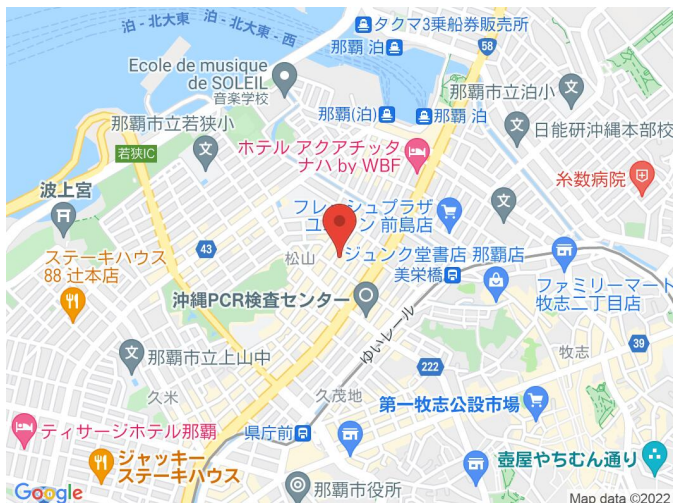 泊 - 北大東
泊 - 北大東 - 西
タクマ3乗船券販売所
那覇 泊
58
Ecole de musique
de SOLEIL
音楽学校
那覇市立泊小
那覇(泊)
那覇 泊
那覇市立若狭小
日能研沖縄本部校
若狭IC
ホテル アクアチッタ
ナハ by WBF
糸数病院
波上宮
フレッシュプラザ
ユニオン 前島店
43
松山
ジュンク堂書店 那覇店
ステーキハウス
88 辻本店
美栄橋
ファミリーマート
牧志二丁目店
沖縄PCR検査センター
ゆいレール
那覇市立上山中
39
222
牧志
久米
久茂地
第一牧志公設市場
県庁前
ティサージホテル那覇
ジャッキー
ステーキハウス
壺屋やちむん通り
那覇市役所
Google
Map data ©2022